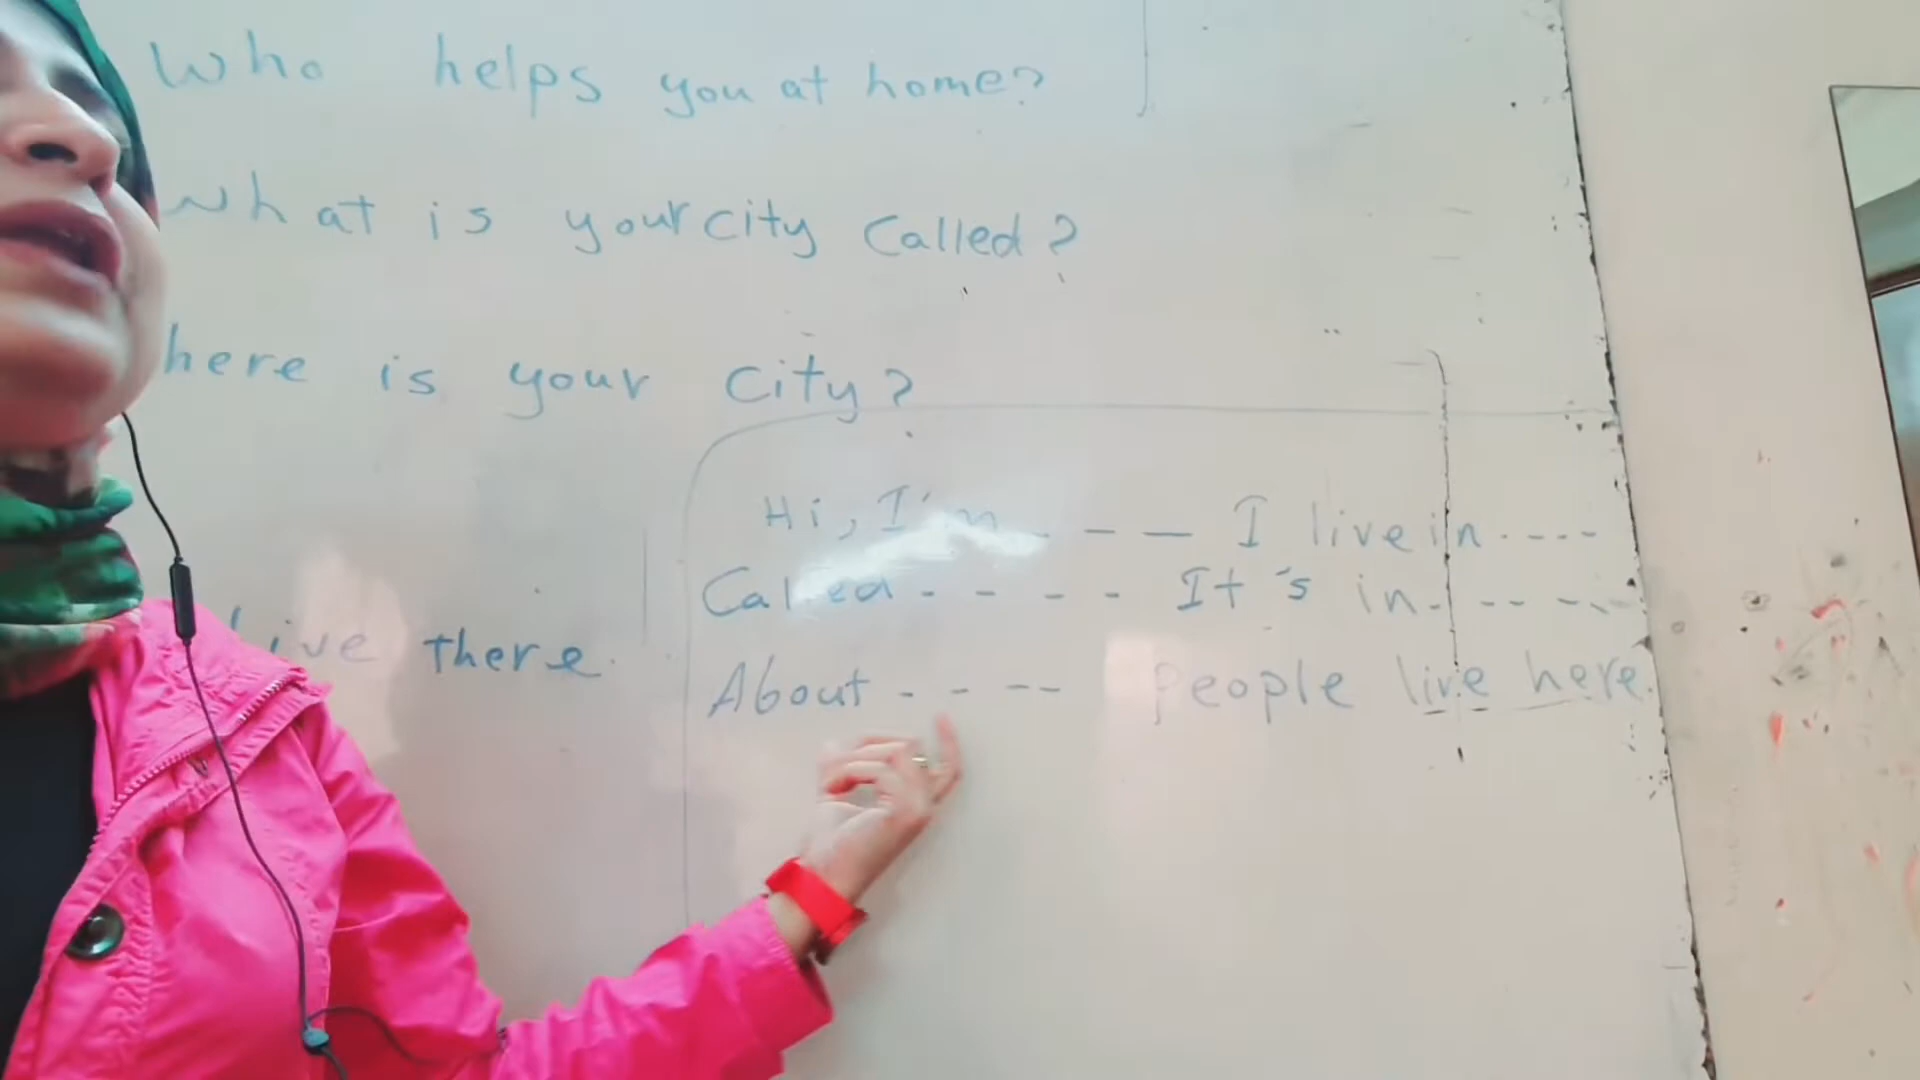 Who helps you at home?
What is your city Called?
here is your city?
Hi, I'm - - - I live in - - - -
Called - - - - It's in - - - - -
live there
About - - - - People live here.